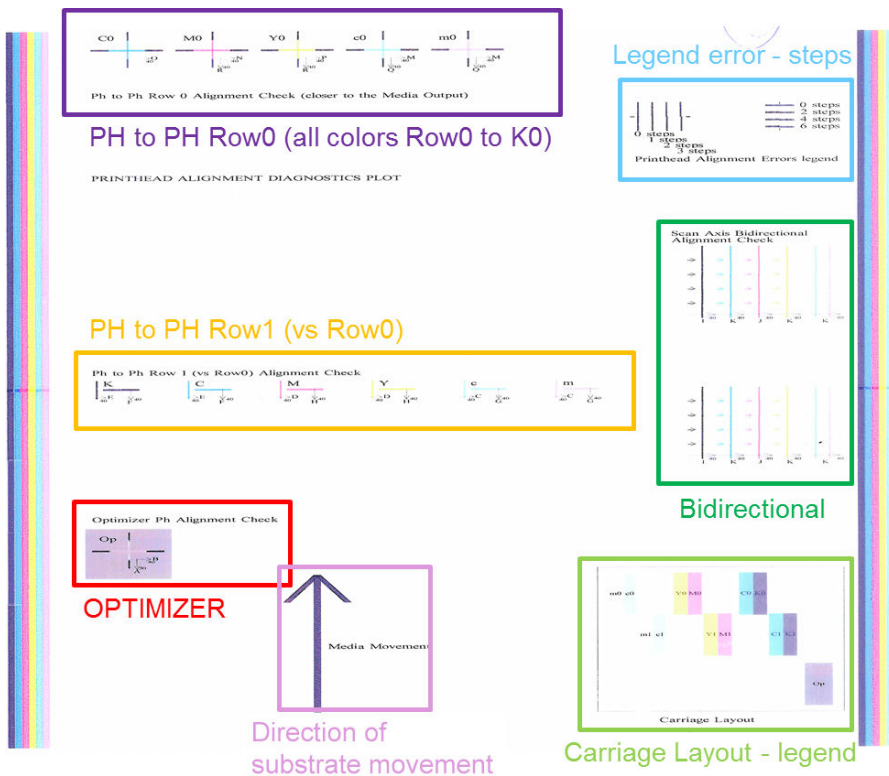 C0 M0 Y0 c0 m0
Ph to Ph Row 0 Alignment Check (closer to the Media Output)
PH to PH Row0 (all colors Row0 to K0)
PRINTHEAD ALIGNMENT DIAGNOSTICS PLOT
Legend error - steps
0 steps
1 steps
2 steps
3 steps
0 steps
2 steps
4 steps
6 steps
Printhead Alignment Errors legend
Scan Axis Bidirectional
Alignment Check
I K J K K
I K J K K
Bidirectional
PH to PH Row1 (vs Row0)
Ph to Ph Row 1 (vs Row0) Alignment Check
K C M Y c m
Optimizer Ph Alignment Check
Op
OPTIMIZER
Media Movemen
Direction of
substrate movement
m0 c0 Y0 M0 C0 K0
m1 c1 Y1 M1 C1 K1
Op
Carriage Layout
Carriage Layout - legend